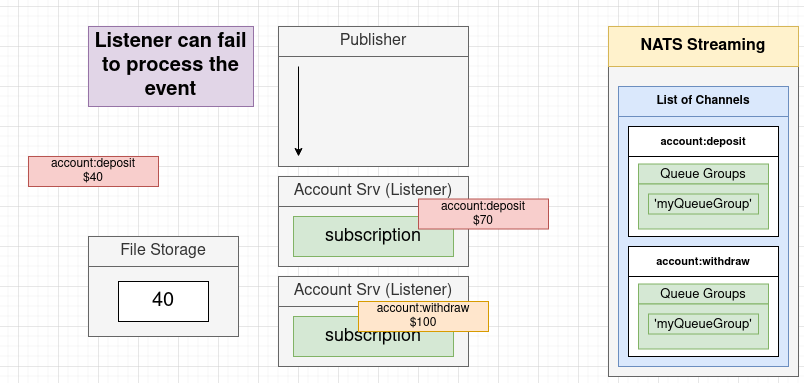 Listener can fail
to process the
event
account:deposit
$40
File Storage
40
Publisher
Account Srv (Listener)
account:deposit
$70
subscription
Account Srv (Listener)
account:withdraw
$100
subscription
NATS Streaming
List of Channels
account:deposit
Queue Groups
'myQueueGroup'
account:withdraw
Queue Groups
'myQueueGroup'